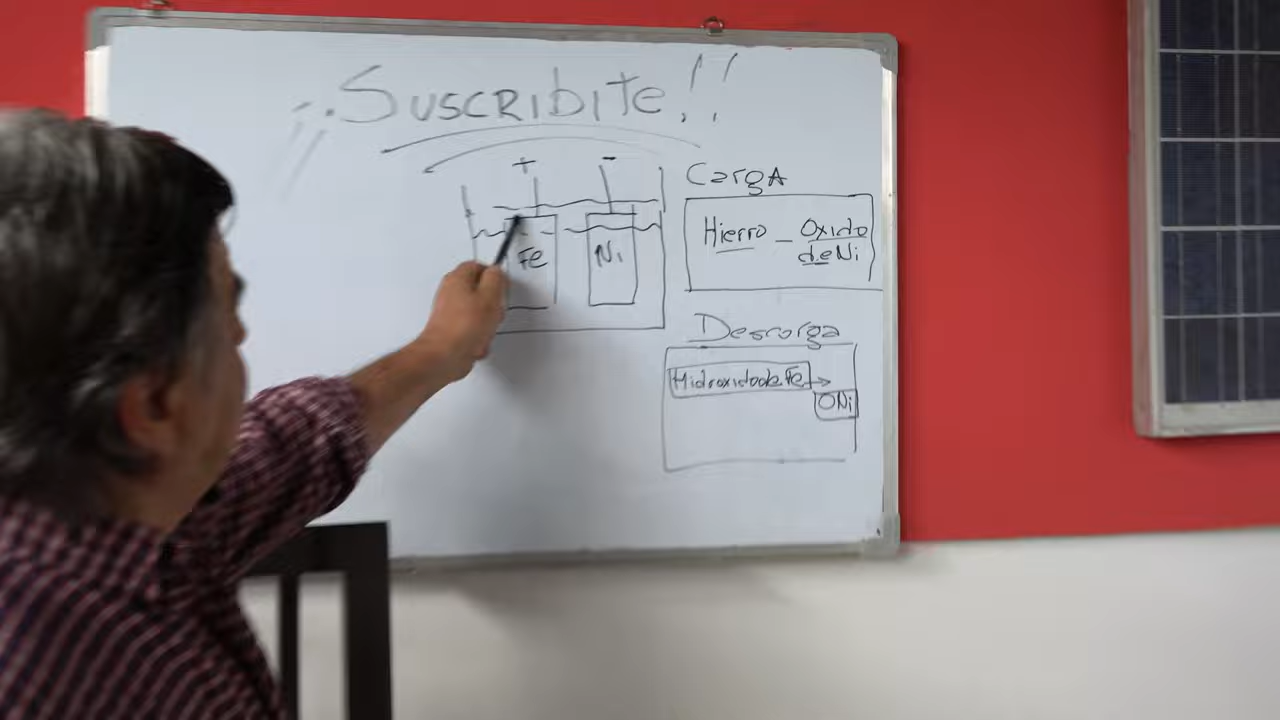 ¡¡SUSCRIBITE!!
+ -
Fe Ni
CargA
Hierro - Oxido
de Ni
Descarga
Hidroxido de Fe →
ONi